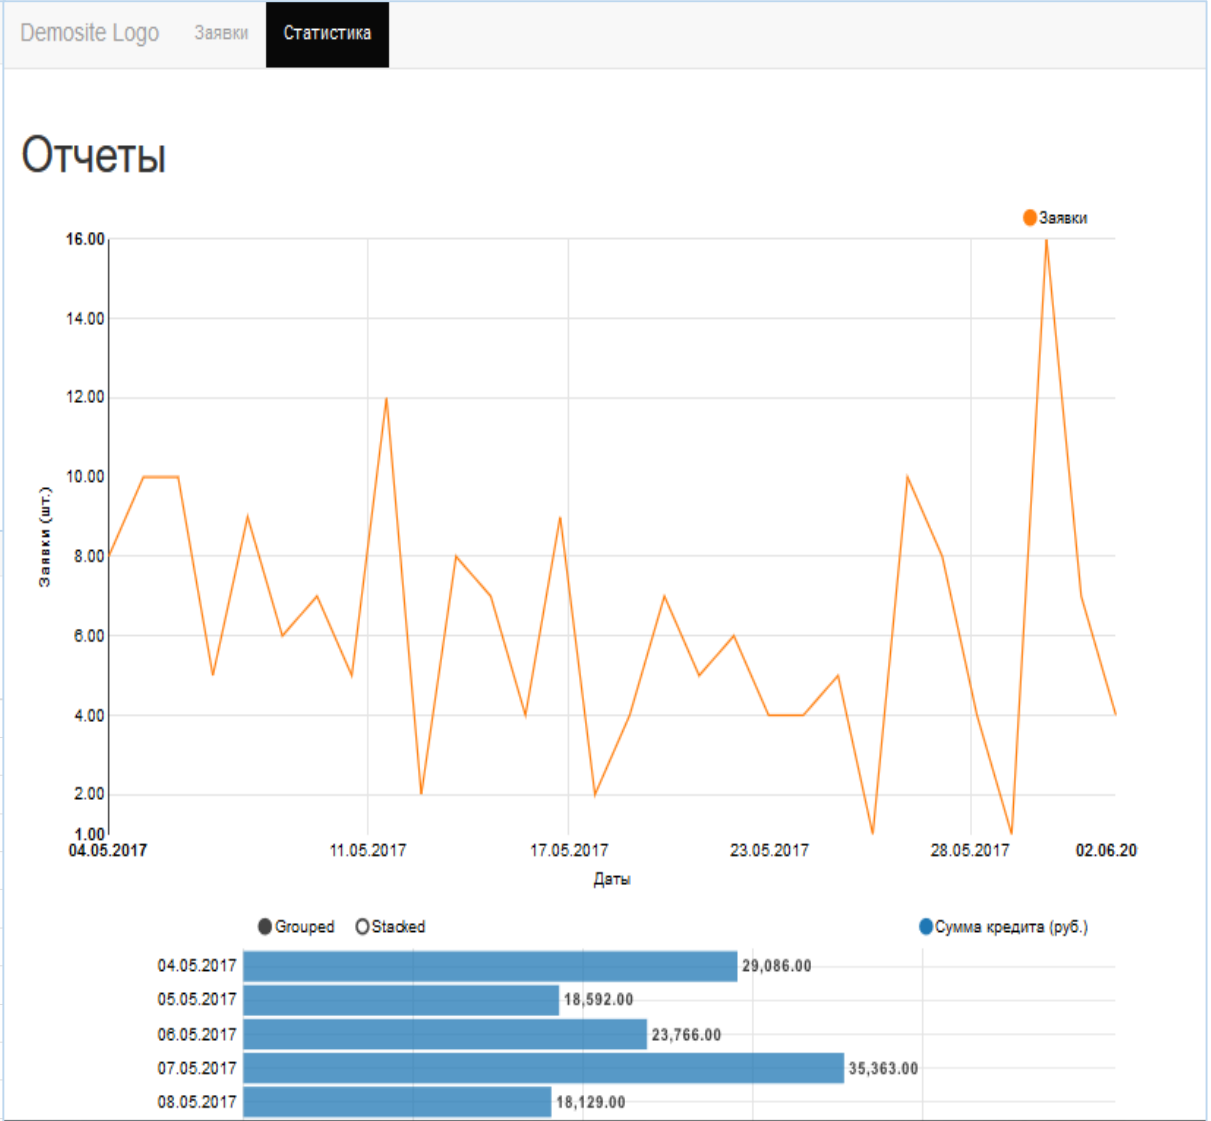 Demosite Logo Заявки Статистика
Отчеты
Заявки
16.00
14.00
12.00
10.00
8.00
6.00
4.00
2.00
1.00
Заявки (шт.)
04.05.2017 11.05.2017 17.05.2017 23.05.2017 28.05.2017 02.06.20
Даты
Grouped Stacked Сумма кредита (руб.)
04.05.2017 29,086.00
05.05.2017 18,592.00
06.05.2017 23,766.00
07.05.2017 35,363.00
08.05.2017 18,129.00